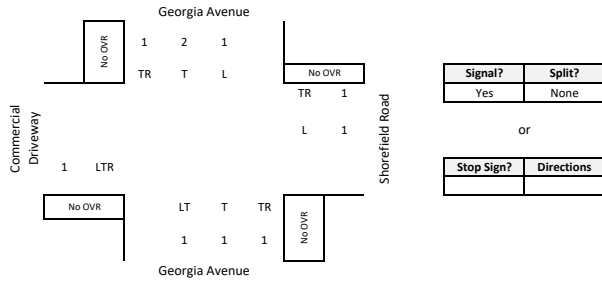 Georgia Avenue
No OVR
1 2 1
TR T L
No OVR
TR 1
L 1
Shorefield Road
Commercial
Driveway
1 LTR
No OVR
LT T TR
1 1 1
No OVR
Georgia Avenue
Signal? Split?
Yes None
or
Stop Sign? Directions